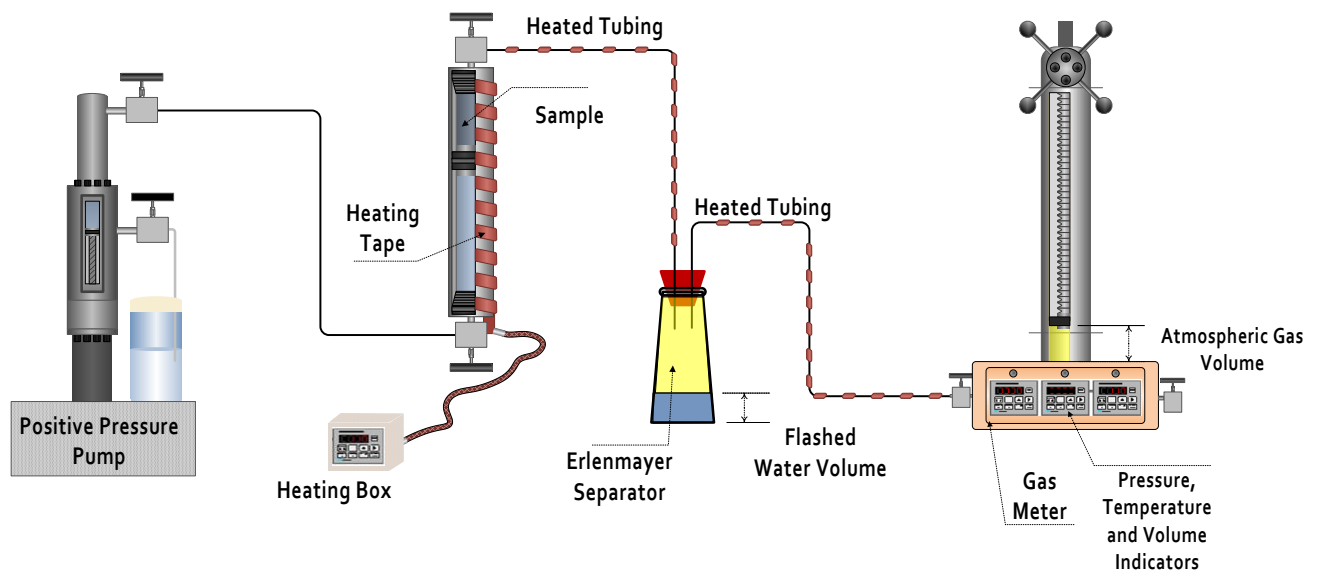 Heated Tubing
Sample
Heating
Tape
Heated Tubing
Positive Pressure
Pump
Heating Box
Erlenmayer
Separator
Flashed
Water Volume
Atmospheric Gas
Volume
Gas
Meter
Pressure,
Temperature
and Volume
Indicators